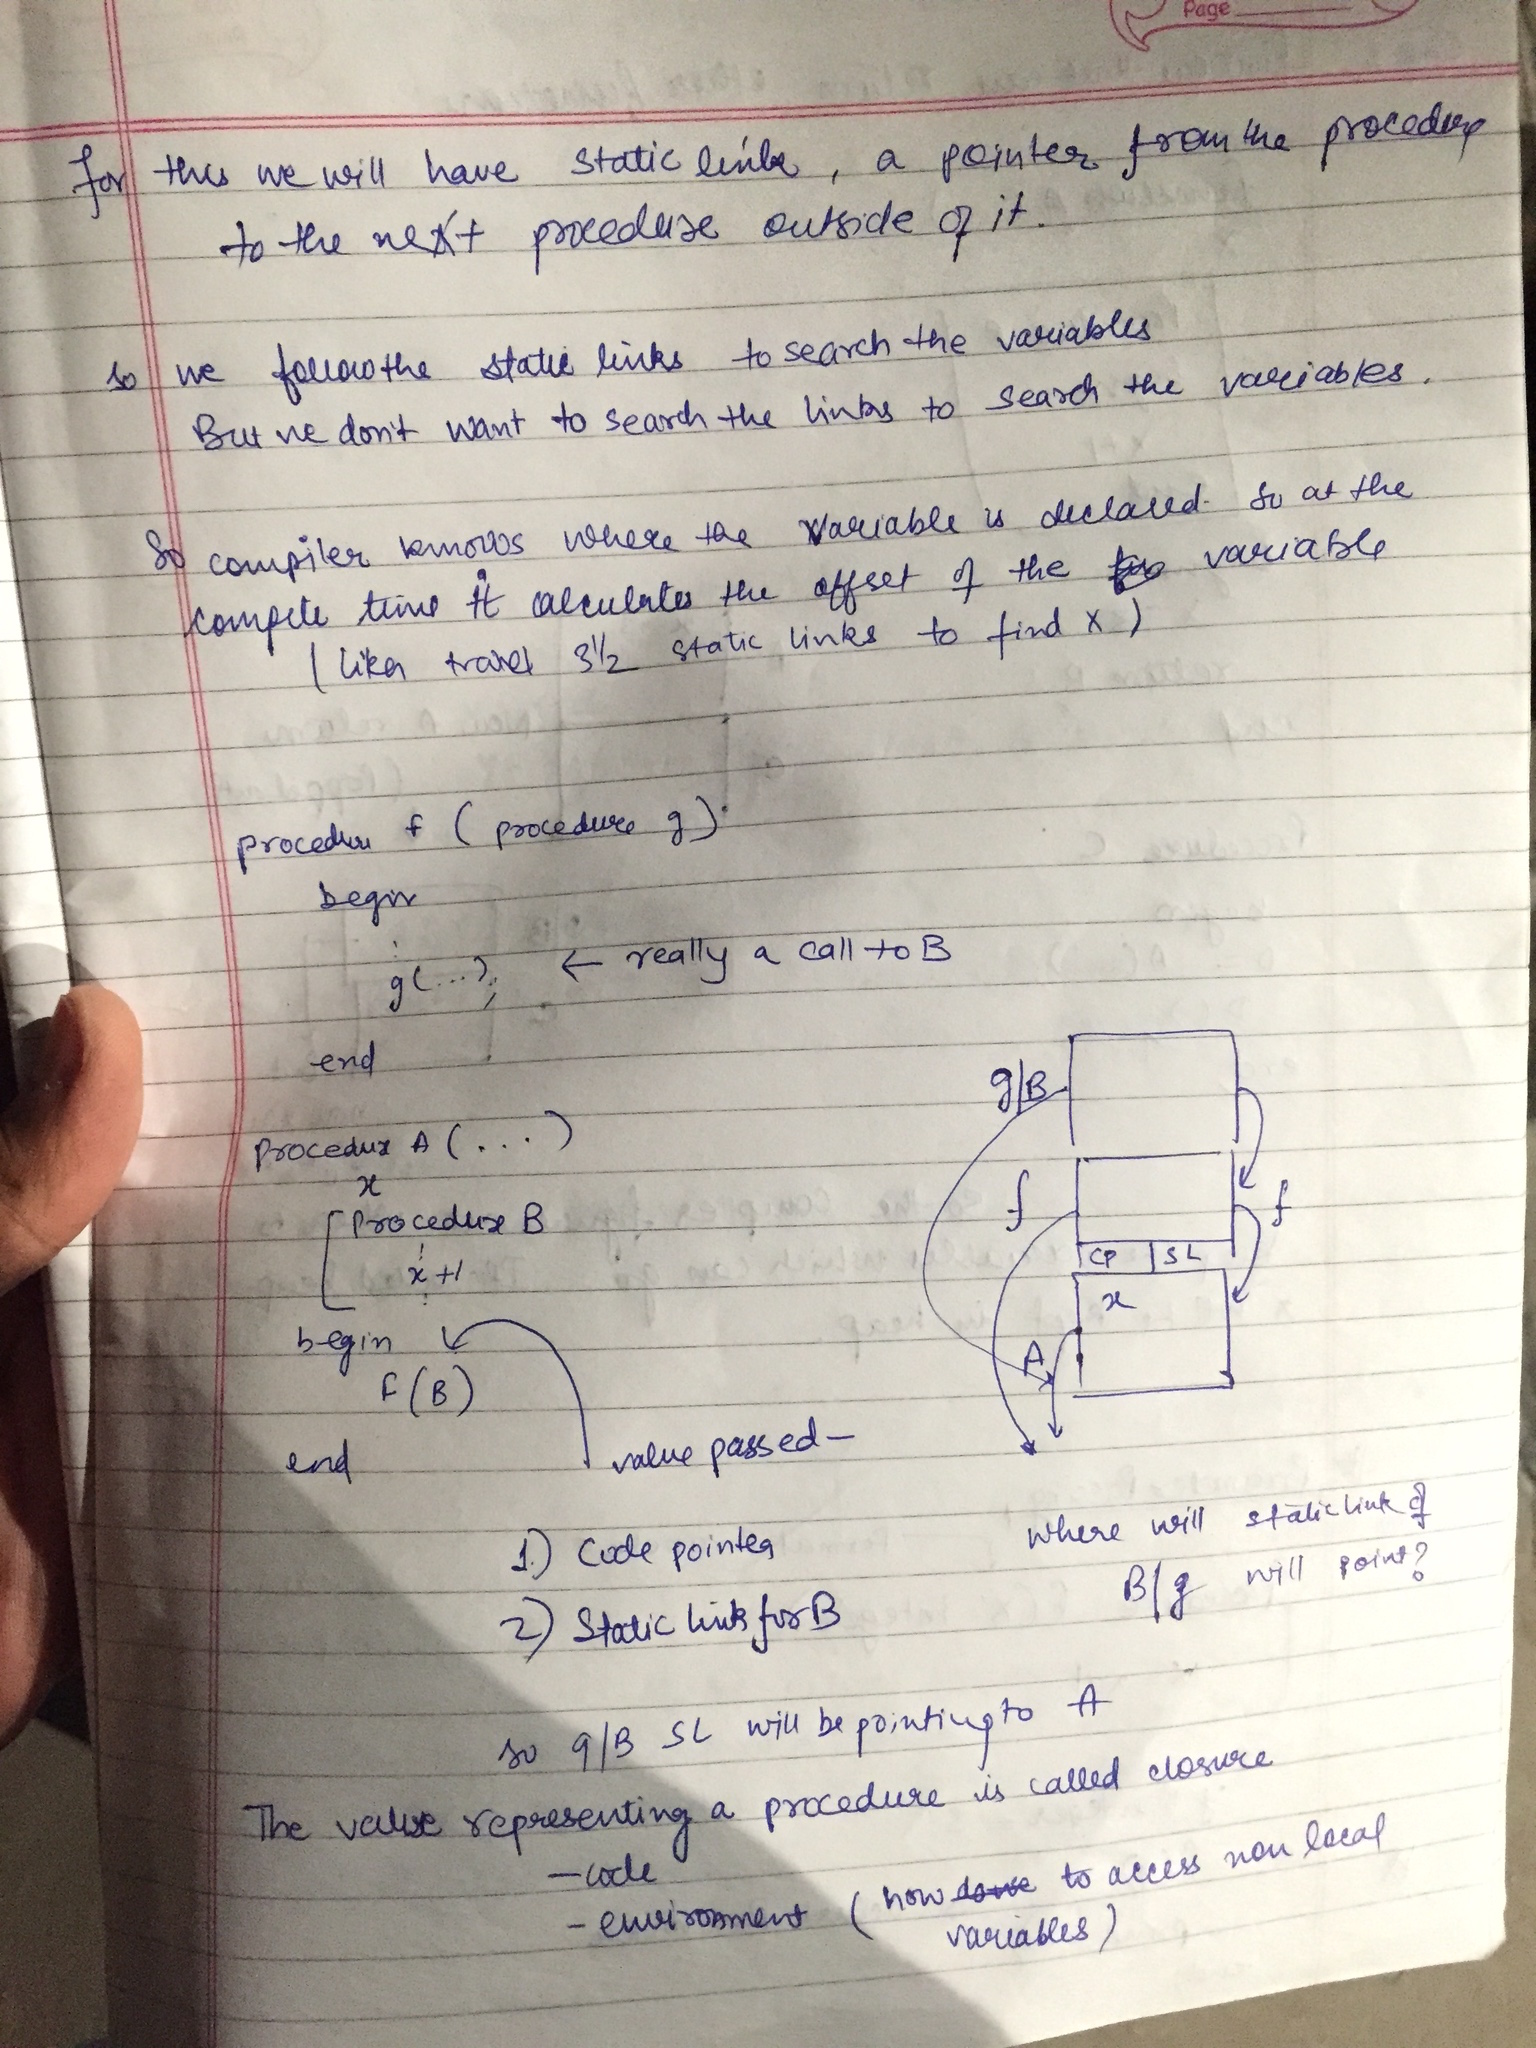 Page
for this we will have static links, a pointer from the procedure
to the next procedure outside of it.
so we follow the static links to search the variables
But we don't want to search the links to search the variables.
So compiler knows where the variable is declared. So at the
compile time it calculates the offset of the variable
(like travel 3 1/2 static links to find x)
procedure f (procedure g)
begin
:
g(...); ← really a call to B
end
procedure A (...)
x
procedure B
⋮
x+1
⋮
begin
f(B)
end
value passed –
1.) Code pointer
2) Static link for B
g/B
f
f
CP | SL
x
A
where will static link of
B/g will point?
so g/B SL will be pointing to A
The value representing a procedure is called closure
– code
– environment (how to access non local
variables)